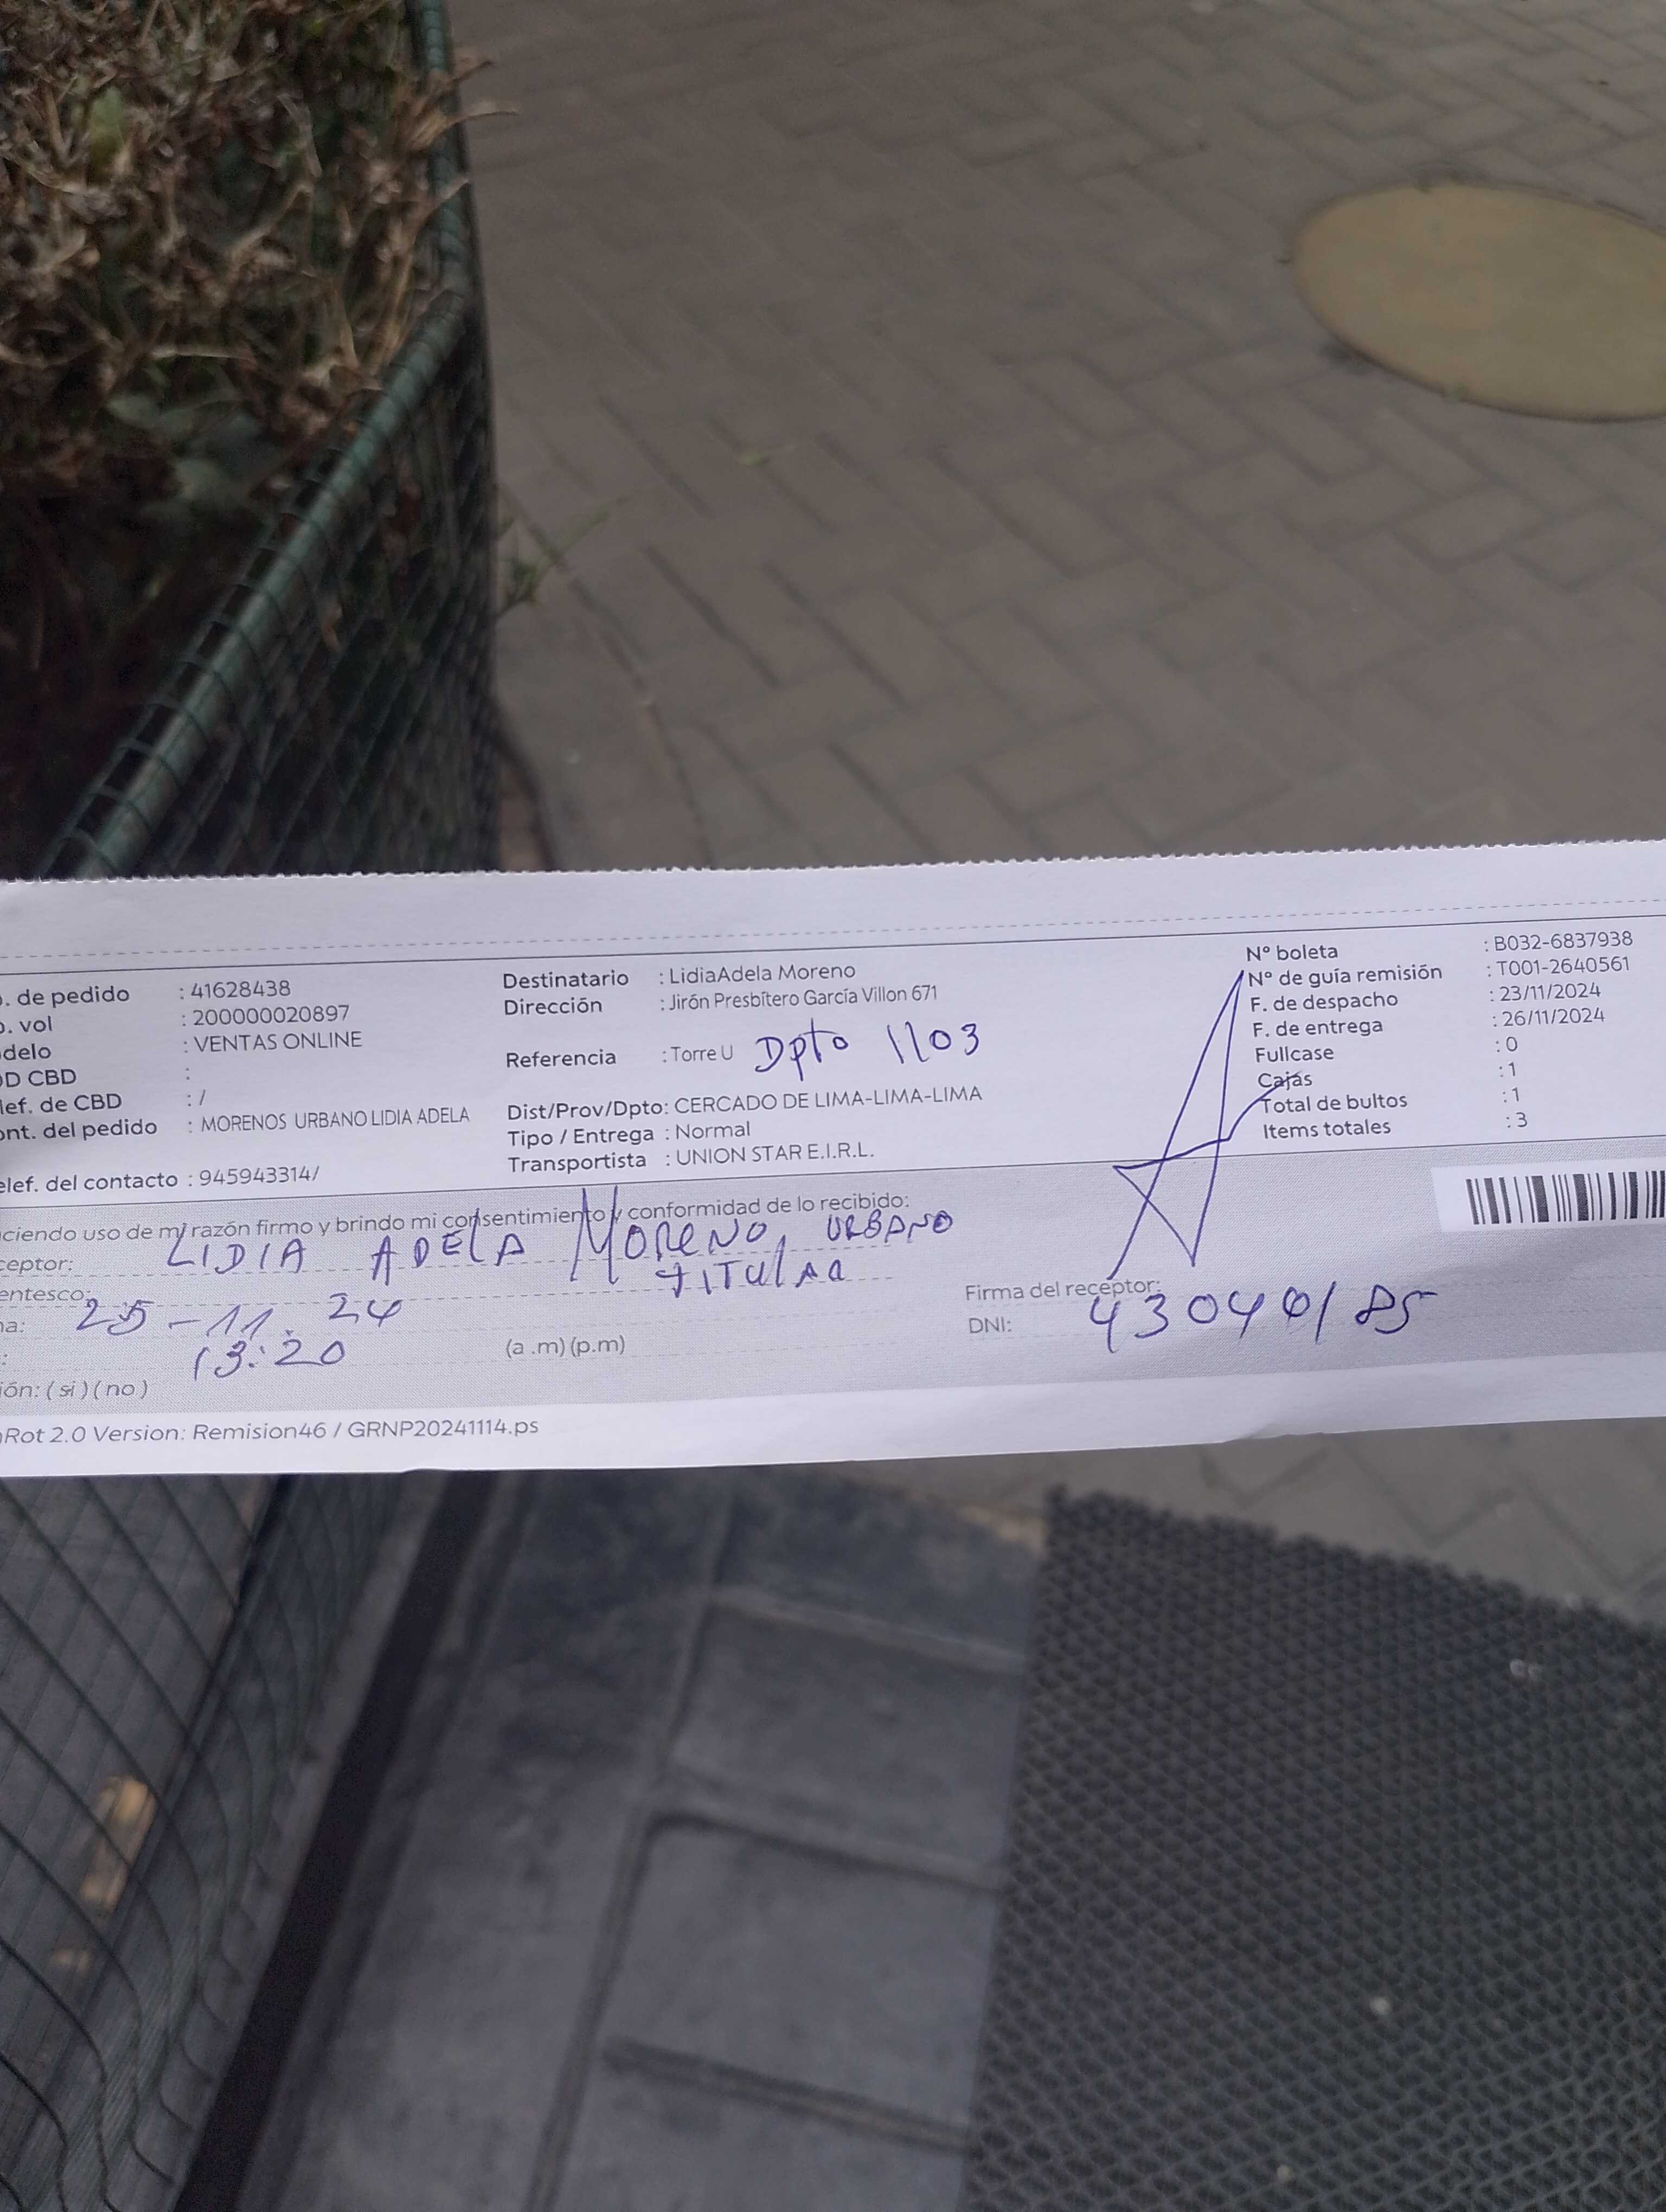 . de pedido : 41628438
o. vol : 200000020897
delo : VENTAS ONLINE
OD CBD :
lef. de CBD : /
ont. del pedido : MORENOS URBANO LIDIA ADELA
elef. del contacto : 945943314/
Destinatario : LidiaAdela Moreno
Dirección : Jirón Presbítero García Villon 671
Referencia : Torre U Dpto 1103
Dist/Prov/Dpto: CERCADO DE LIMA-LIMA-LIMA
Tipo / Entrega : Normal
Transportista : UNION STAR E.I.R.L.
Nº boleta : B032-6837938
Nº de guía remisión : T001-2640561
F. de despacho : 23/11/2024
F. de entrega : 26/11/2024
Fullcase : 0
Cajas : 1
Total de bultos : 1
Items totales : 3
ciendo uso de mi razón firmo y brindo mi consentimiento y conformidad de lo recibido:
ceptor: LIDIA ADELA MORENO URBANO
entesco: TITULAR
na: 25-11.24
: 13:20 (a .m) (p.m)
ión: ( si ) ( no )
Firma del receptor:
DNI:
Rot 2.0 Version: Remision46 / GRNP20241114.ps